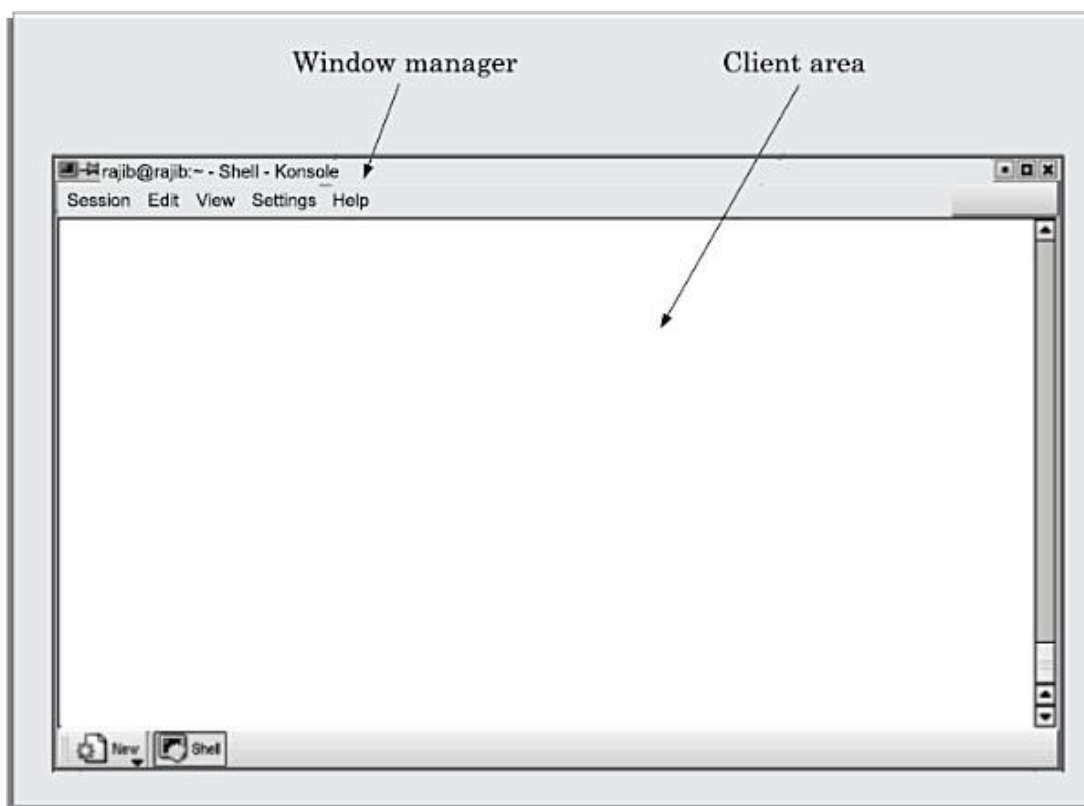 Window manager Client area
rajib@rajib:~ - Shell - Konsole
Session Edit View Settings Help
New Shell